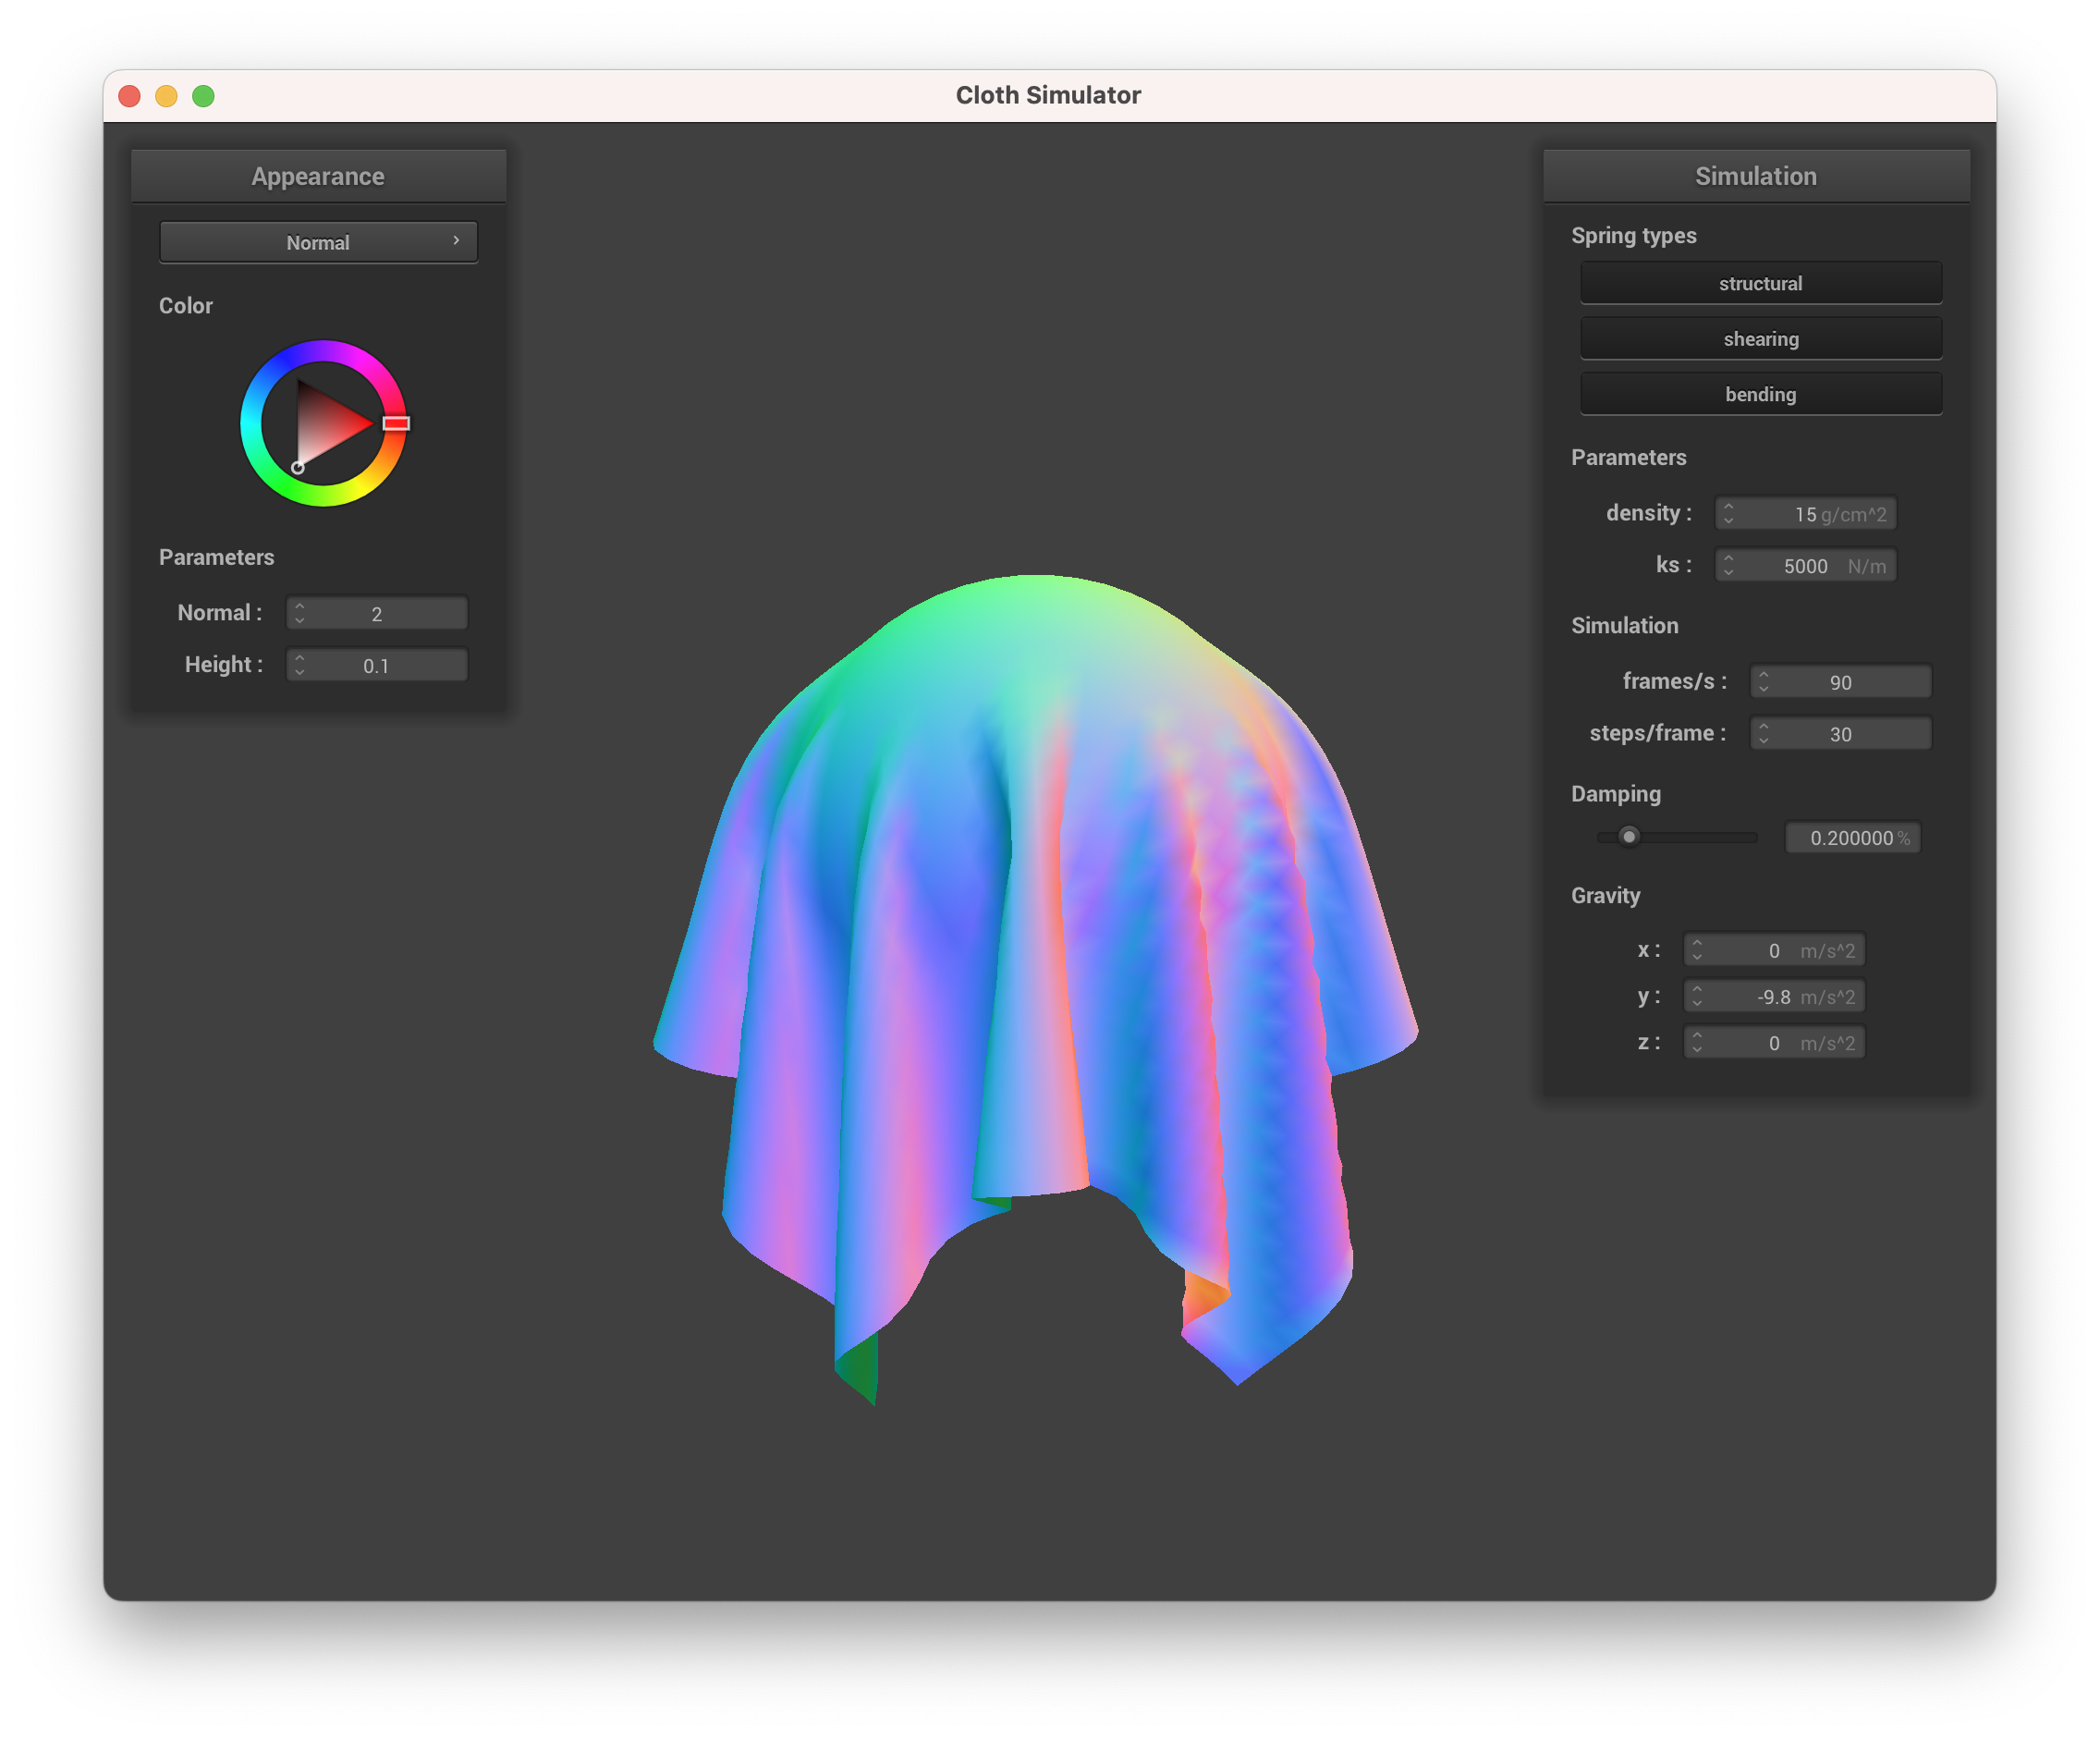 Cloth Simulator
Appearance
Normal
Color
Parameters
Normal : 2
Height : 0.1
Simulation
Spring types
structural
shearing
bending
Parameters
density : 15 g/cm^2
ks : 5000 N/m
Simulation
frames/s : 90
steps/frame : 30
Damping
0.200000 %
Gravity
x : 0 m/s^2
y : -9.8 m/s^2
z : 0 m/s^2